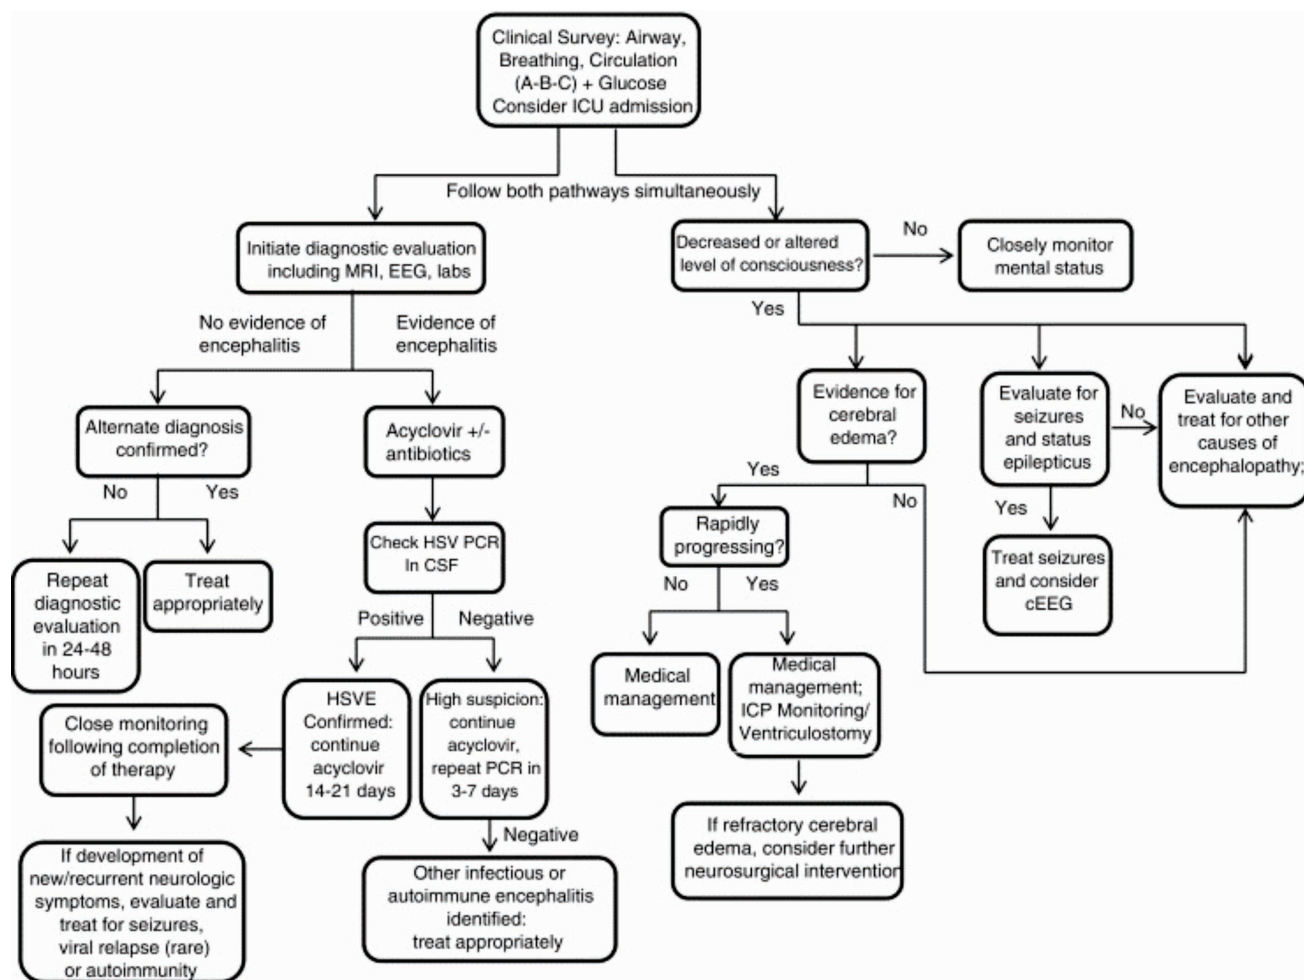 Clinical Survey: Airway,
Breathing, Circulation
(A-B-C) + Glucose
Consider ICU admission
Follow both pathways simultaneously
Initiate diagnostic evaluation
including MRI, EEG, labs
No evidence of
encephalitis
Evidence of
encephalitis
Alternate diagnosis
confirmed?
No
Yes
Repeat
diagnostic
evaluation
in 24-48
hours
Treat
appropriately
Acyclovir +/-
antibiotics
Check HSV PCR
In CSF
Positive
Negative
HSVE
Confirmed:
continue
acyclovir
14-21 days
High suspicion:
continue
acyclovir,
repeat PCR in
3-7 days
Close monitoring
following completion
of therapy
If development of
new/recurrent neurologic
symptoms, evaluate and
treat for seizures,
viral relapse (rare)
or autoimmunity
Negative
Other infectious or
autoimmune encephalitis
identified:
treat appropriately
Decreased or altered
level of consciousness?
No
Closely monitor
mental status
Yes
Evidence for
cerebral
edema?
Evaluate for
seizures
and status
epilepticus
No
Evaluate and
treat for other
causes of
encephalopathy;
Yes
No
Yes
Rapidly
progressing?
Treat seizures
and consider
cEEG
No
Yes
Medical
management
Medical
management;
ICP Monitoring/
Ventriculostomy
If refractory cerebral
edema, consider further
neurosurgical intervention